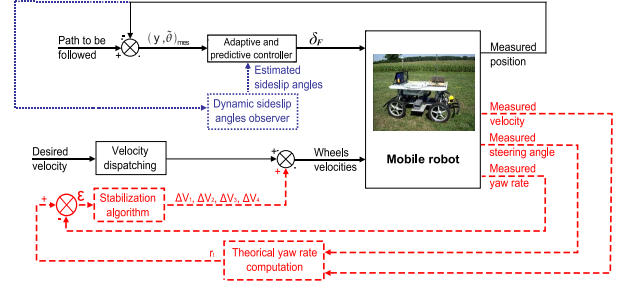 Path to be
followed
+
-
-
(y,θ̃)mes
Adaptive and
predictive controller
δF
Measured
position
Estimated
sideslip angles
Dynamic sideslip
angles observer
Mobile robot
Measured
velocity
Measured
steering angle
Measured
yaw rate
Desired
velocity
Velocity
dispatching
+
+
Wheels
velocities
+
-
ε
Stabilization
algorithm
ΔV1, ΔV2, ΔV3, ΔV4
Theorical yaw rate
computation